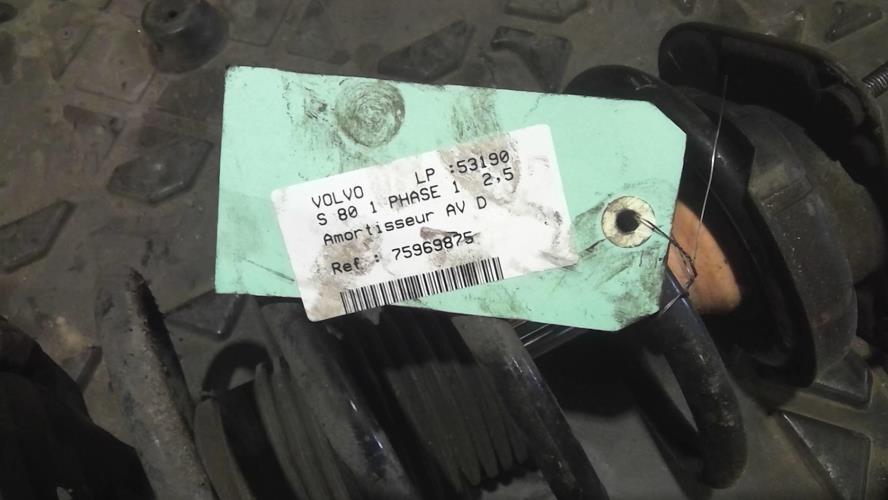 VOLVO LP :53190
S 80 1 PHASE 1 2,5
Amortisseur AV D
Ref : 75969875